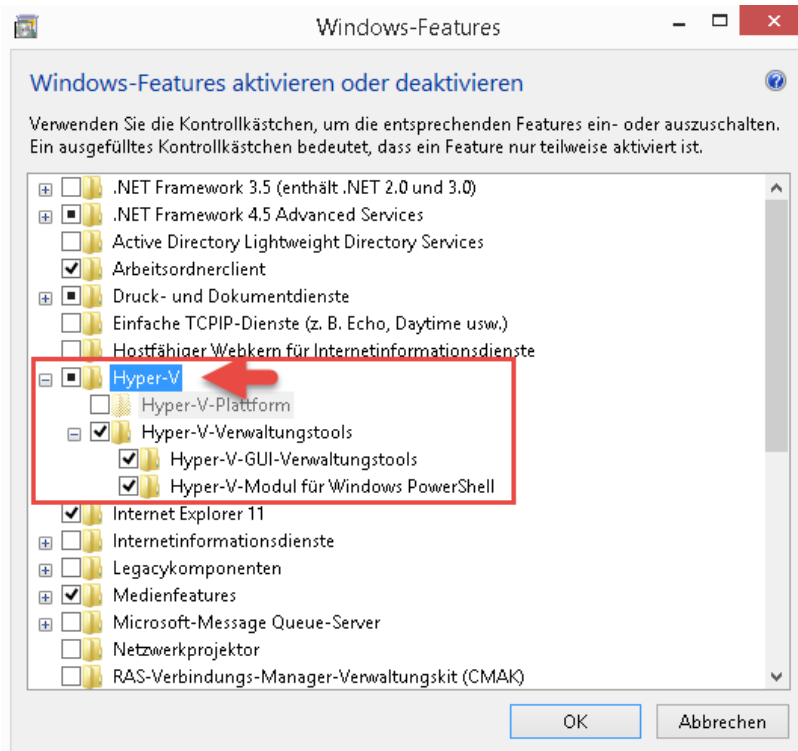 Windows-Features
Windows-Features aktivieren oder deaktivieren
Verwenden Sie die Kontrollkästchen, um die entsprechenden Features ein- oder auszuschalten.
Ein ausgefülltes Kontrollkästchen bedeutet, dass ein Feature nur teilweise aktiviert ist.
.NET Framework 3.5 (enthält .NET 2.0 und 3.0)
.NET Framework 4.5 Advanced Services
Active Directory Lightweight Directory Services
Arbeitsordnerclient
Druck- und Dokumentdienste
Einfache TCPIP-Dienste (z. B. Echo, Daytime usw.)
Hostfähiger Webkern für Internetinformationsdienste
Hyper-V
Hyper-V-Plattform
Hyper-V-Verwaltungstools
Hyper-V-GUI-Verwaltungstools
Hyper-V-Modul für Windows PowerShell
Internet Explorer 11
Internetinformationsdienste
Legacykomponenten
Medienfeatures
Microsoft-Message Queue-Server
Netzwerkprojektor
RAS-Verbindungs-Manager-Verwaltungskit (CMAK)
OK
Abbrechen